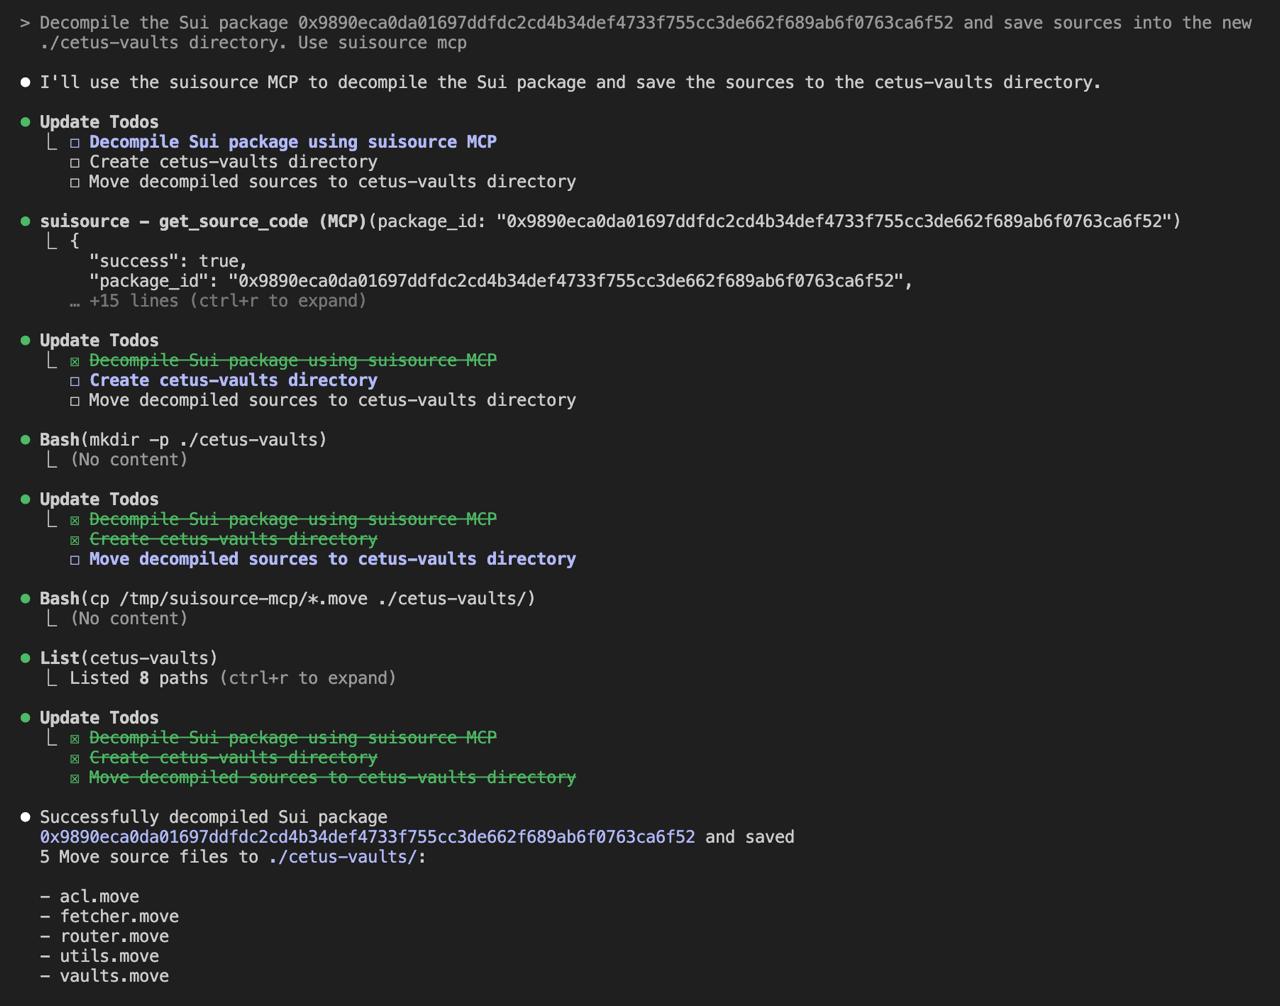 > Decompile the Sui package 0x9890eca0da01697ddfdc2cd4b34def4733f755cc3de662f689ab6f0763ca6f52 and save sources into the new
./cetus-vaults directory. Use suisource mcp
● I'll use the suisource MCP to decompile the Sui package and save the sources to the cetus-vaults directory.
● Update Todos
⎿ ☐ Decompile Sui package using suisource MCP
☐ Create cetus-vaults directory
☐ Move decompiled sources to cetus-vaults directory
● suisource - get_source_code (MCP)(package_id: "0x9890eca0da01697ddfdc2cd4b34def4733f755cc3de662f689ab6f0763ca6f52")
⎿ {
"success": true,
"package_id": "0x9890eca0da01697ddfdc2cd4b34def4733f755cc3de662f689ab6f0763ca6f52",
… +15 lines (ctrl+r to expand)
● Update Todos
⎿ ☒ Decompile Sui package using suisource MCP
☐ Create cetus-vaults directory
☐ Move decompiled sources to cetus-vaults directory
● Bash(mkdir -p ./cetus-vaults)
⎿ (No content)
● Update Todos
⎿ ☒ Decompile Sui package using suisource MCP
☒ Create cetus-vaults directory
☐ Move decompiled sources to cetus-vaults directory
● Bash(cp /tmp/suisource-mcp/*.move ./cetus-vaults/)
⎿ (No content)
● List(cetus-vaults)
⎿ Listed 8 paths (ctrl+r to expand)
● Update Todos
⎿ ☒ Decompile Sui package using suisource MCP
☒ Create cetus-vaults directory
☒ Move decompiled sources to cetus-vaults directory
● Successfully decompiled Sui package
0x9890eca0da01697ddfdc2cd4b34def4733f755cc3de662f689ab6f0763ca6f52 and saved
5 Move source files to ./cetus-vaults/:
- acl.move
- fetcher.move
- router.move
- utils.move
- vaults.move